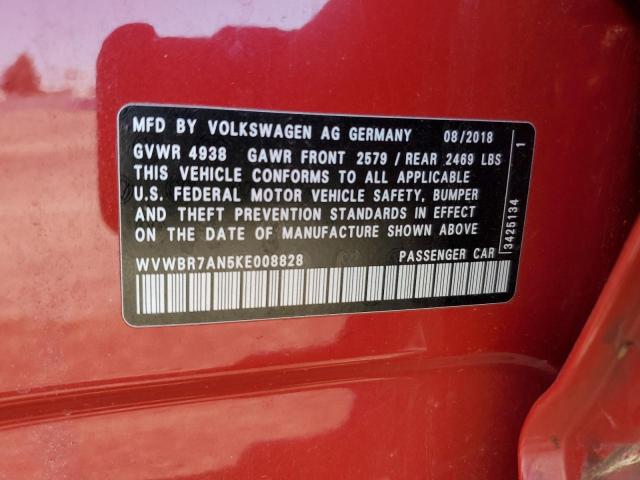 MFD BY VOLKSWAGEN AG GERMANY 08/2018
GVWR 4938 GAWR FRONT 2579 / REAR 2469 LBS
THIS VEHICLE CONFORMS TO ALL APPLICABLE
U.S. FEDERAL MOTOR VEHICLE SAFETY, BUMPER
AND THEFT PREVENTION STANDARDS IN EFFECT
ON THE DATE OF MANUFACTURE SHOWN ABOVE
WVWBR7AN5KE008828 PASSENGER CAR
3425134 1